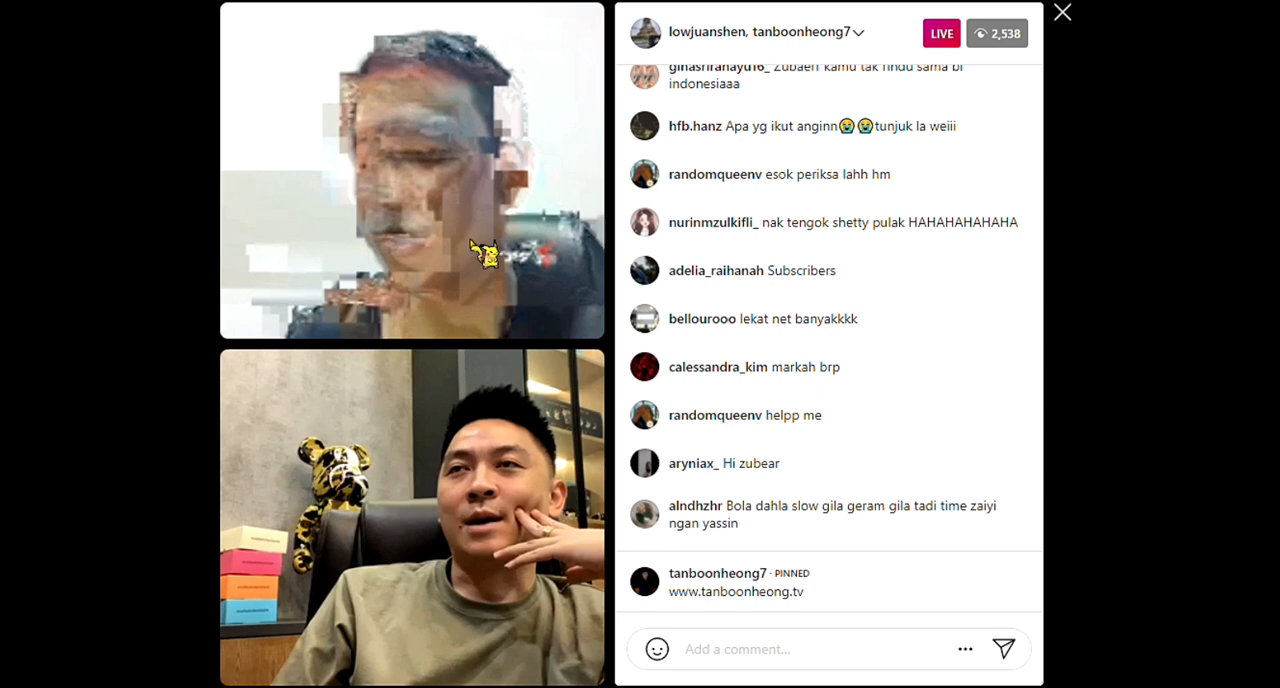 lowjuanshen, tanboonheong7
LIVE
2,538
ginasrirahayu16_ Zubaeri kamu tak rindu sama bl
indonesiaaa
hfb.hanz Apa yg ikut anginn😭😭tunjuk la weiii
randomqueenv esok periksa lahh hm
nurinmzulkifli_ nak tengok shetty pulak HAHAHAHAHAHA
adelia_raihanah Subscribers
bellourooo lekat net banyakkkk
calessandra_kim markah brp
randomqueenv helpp me
aryniax_ Hi zubear
alndhzhr Bola dahla slow gila geram gila tadi time zaiyi
ngan yassin
tanboonheong7 · PINNED
www.tanboonheong.tv
Add a comment...